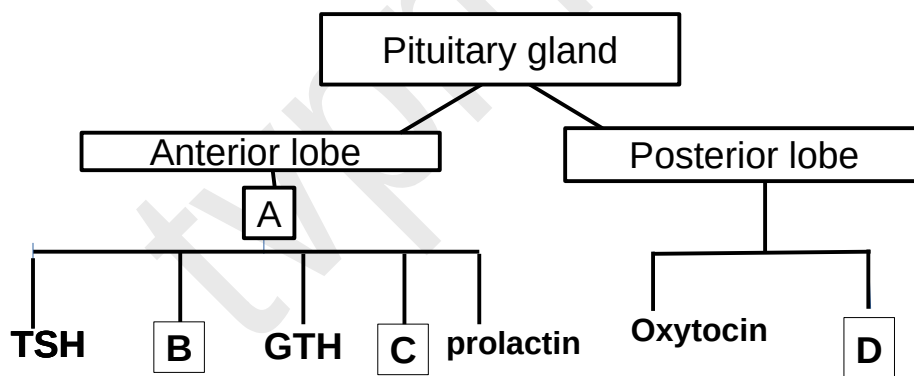 Pituitary gland
Anterior lobe
Posterior lobe
A
TSH
B
GTH
C
prolactin
Oxytocin
D